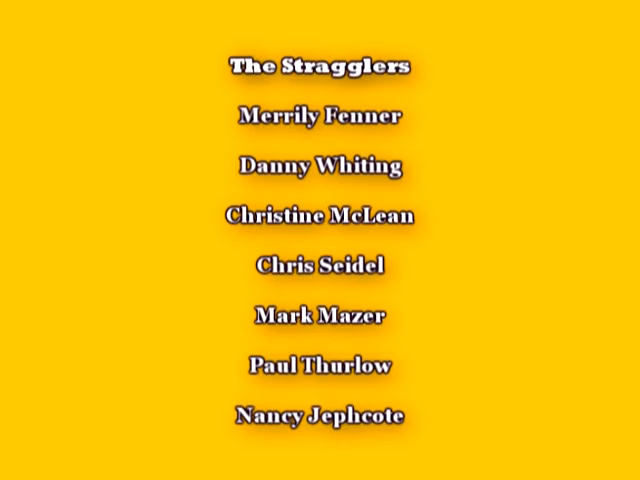 The Stragglers
Merrily Fenner
Danny Whiting
Christine McLean
Chris Seidel
Mark Mazer
Paul Thurlow
Nancy Jephcote